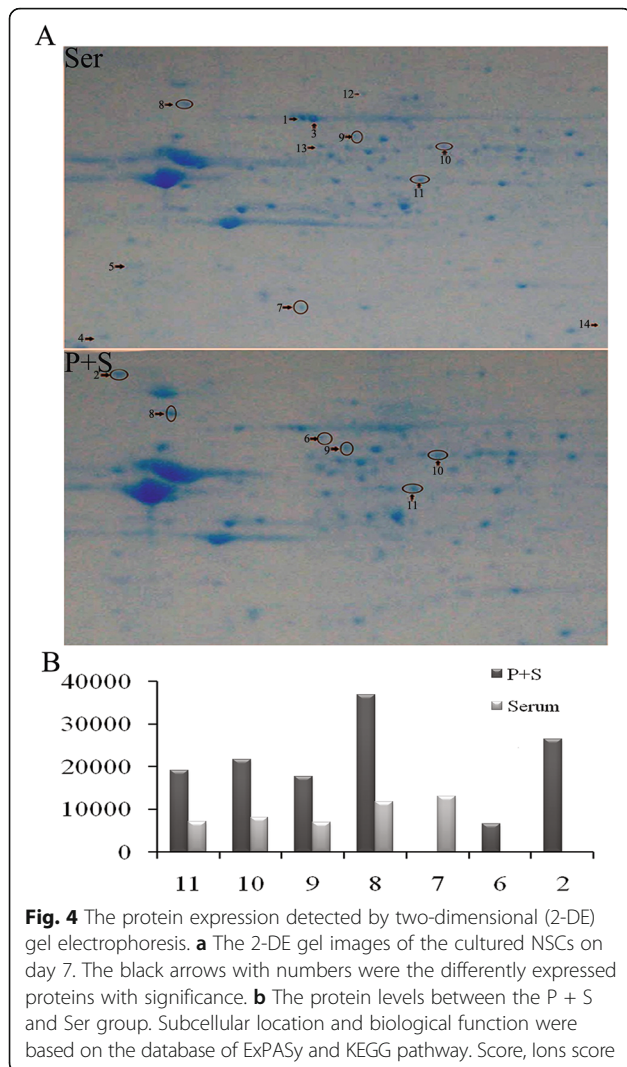 A
Ser
12
8
1
3
9
13
10
11
5
7
14
4
P+S
2
8
6
9
10
11
B
P+S
Serum
40000
30000
20000
10000
0
11 10 9 8 7 6 2
Fig. 4 The protein expression detected by two-dimensional (2-DE)
gel electrophoresis. a The 2-DE gel images of the cultured NSCs on
day 7. The black arrows with numbers were the differently expressed
proteins with significance. b The protein levels between the P + S
and Ser group. Subcellular location and biological function were
based on the database of ExPASy and KEGG pathway. Score, Ions score